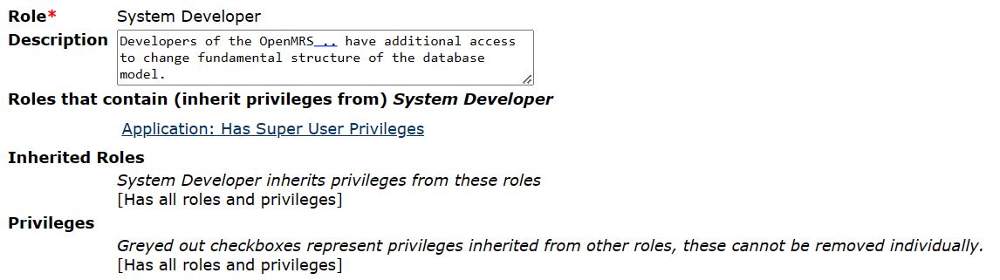 Role* System Developer
Description Developers of the OpenMRS .. have additional access
to change fundamental structure of the database
model.
Roles that contain (inherit privileges from) System Developer
Application: Has Super User Privileges
Inherited Roles
System Developer inherits privileges from these roles
[Has all roles and privileges]
Privileges
Greyed out checkboxes represent privileges inherited from other roles, these cannot be removed individually.
[Has all roles and privileges]